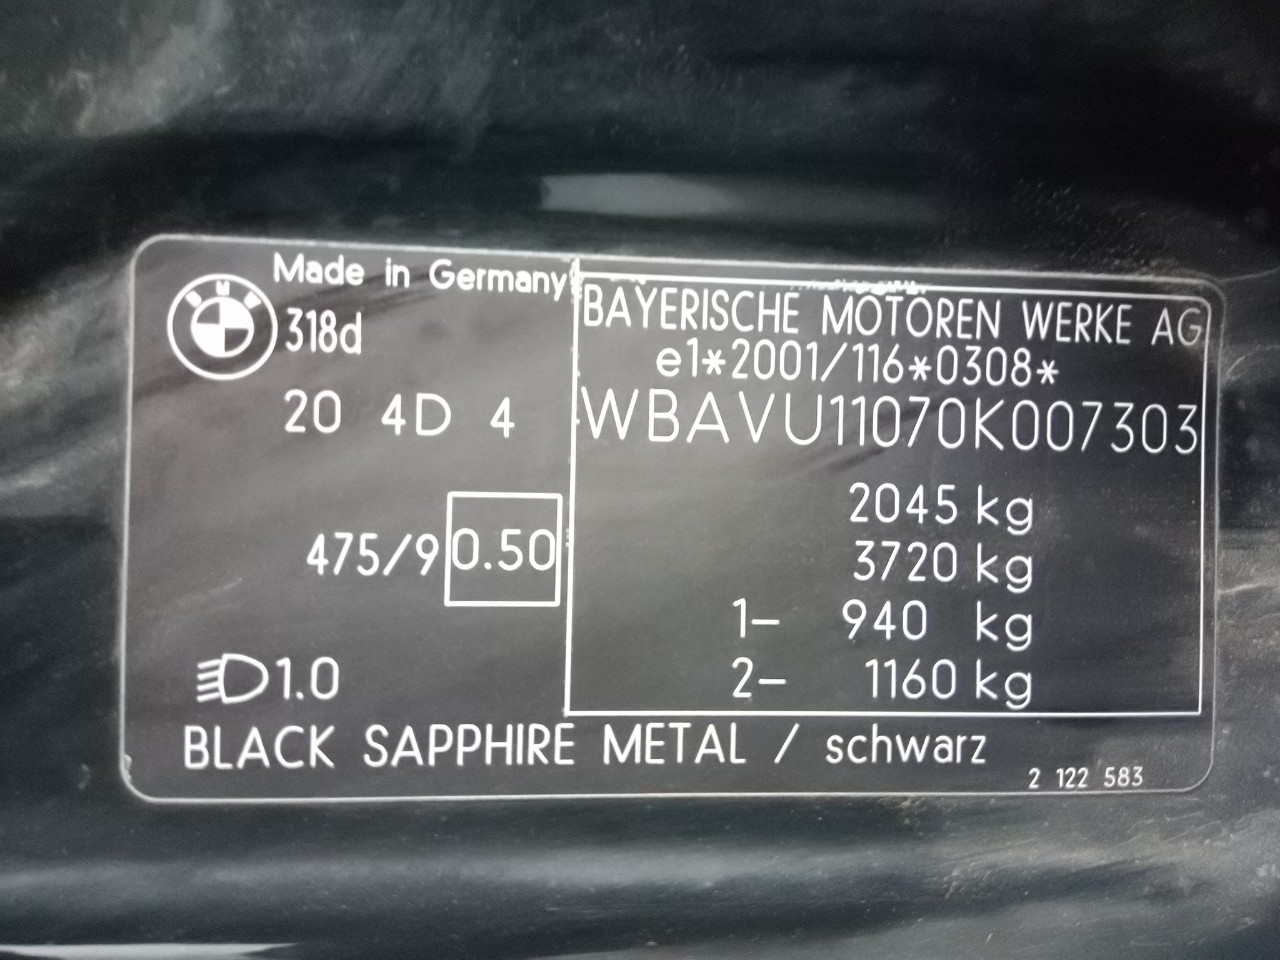 Made in Germany
BMW
318d
20 4D 4
475/9 0.50
1.0
BAYERISCHE MOTOREN WERKE AG
e1*2001/116*0308*
WBAVU11070K007303
2045 kg
3720 kg
1- 940 kg
2- 1160 kg
BLACK SAPPHIRE METAL / schwarz
2 122 583